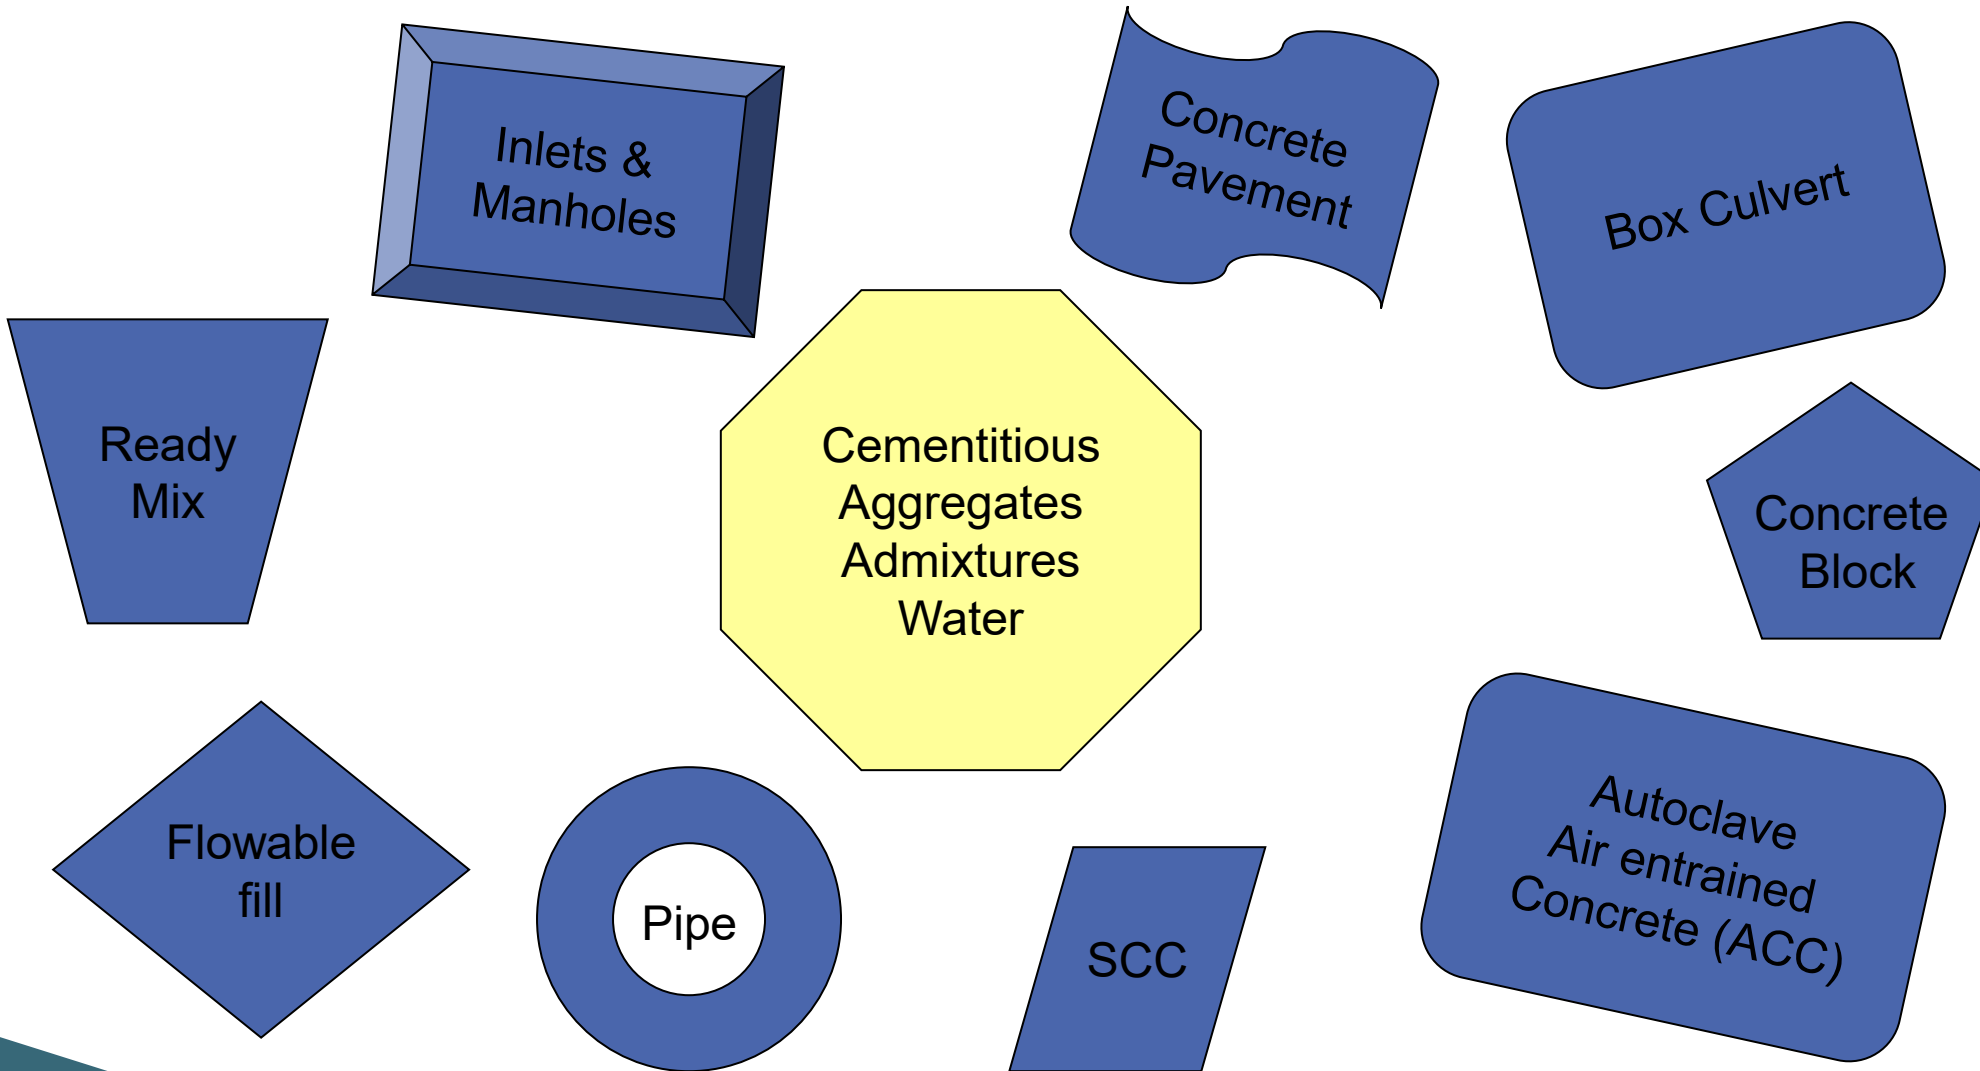 Inlets &
Manholes
Concrete
Pavement
Box Culvert
Ready
Mix
Cementitious
Aggregates
Admixtures
Water
Concrete
Block
Flowable
fill
Pipe
SCC
Autoclave
Air entrained
Concrete (ACC)